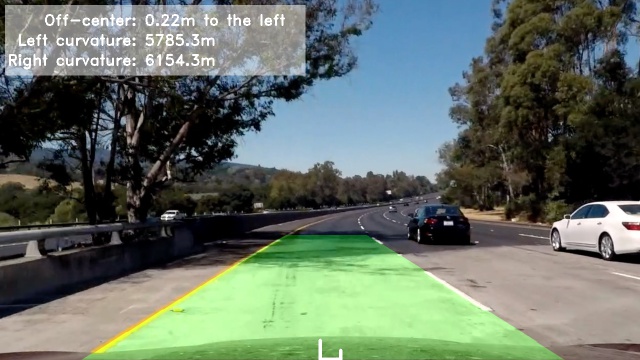 Off-center: 0.22m to the left
Left curvature: 5785.3m
Right curvature: 6154.3m